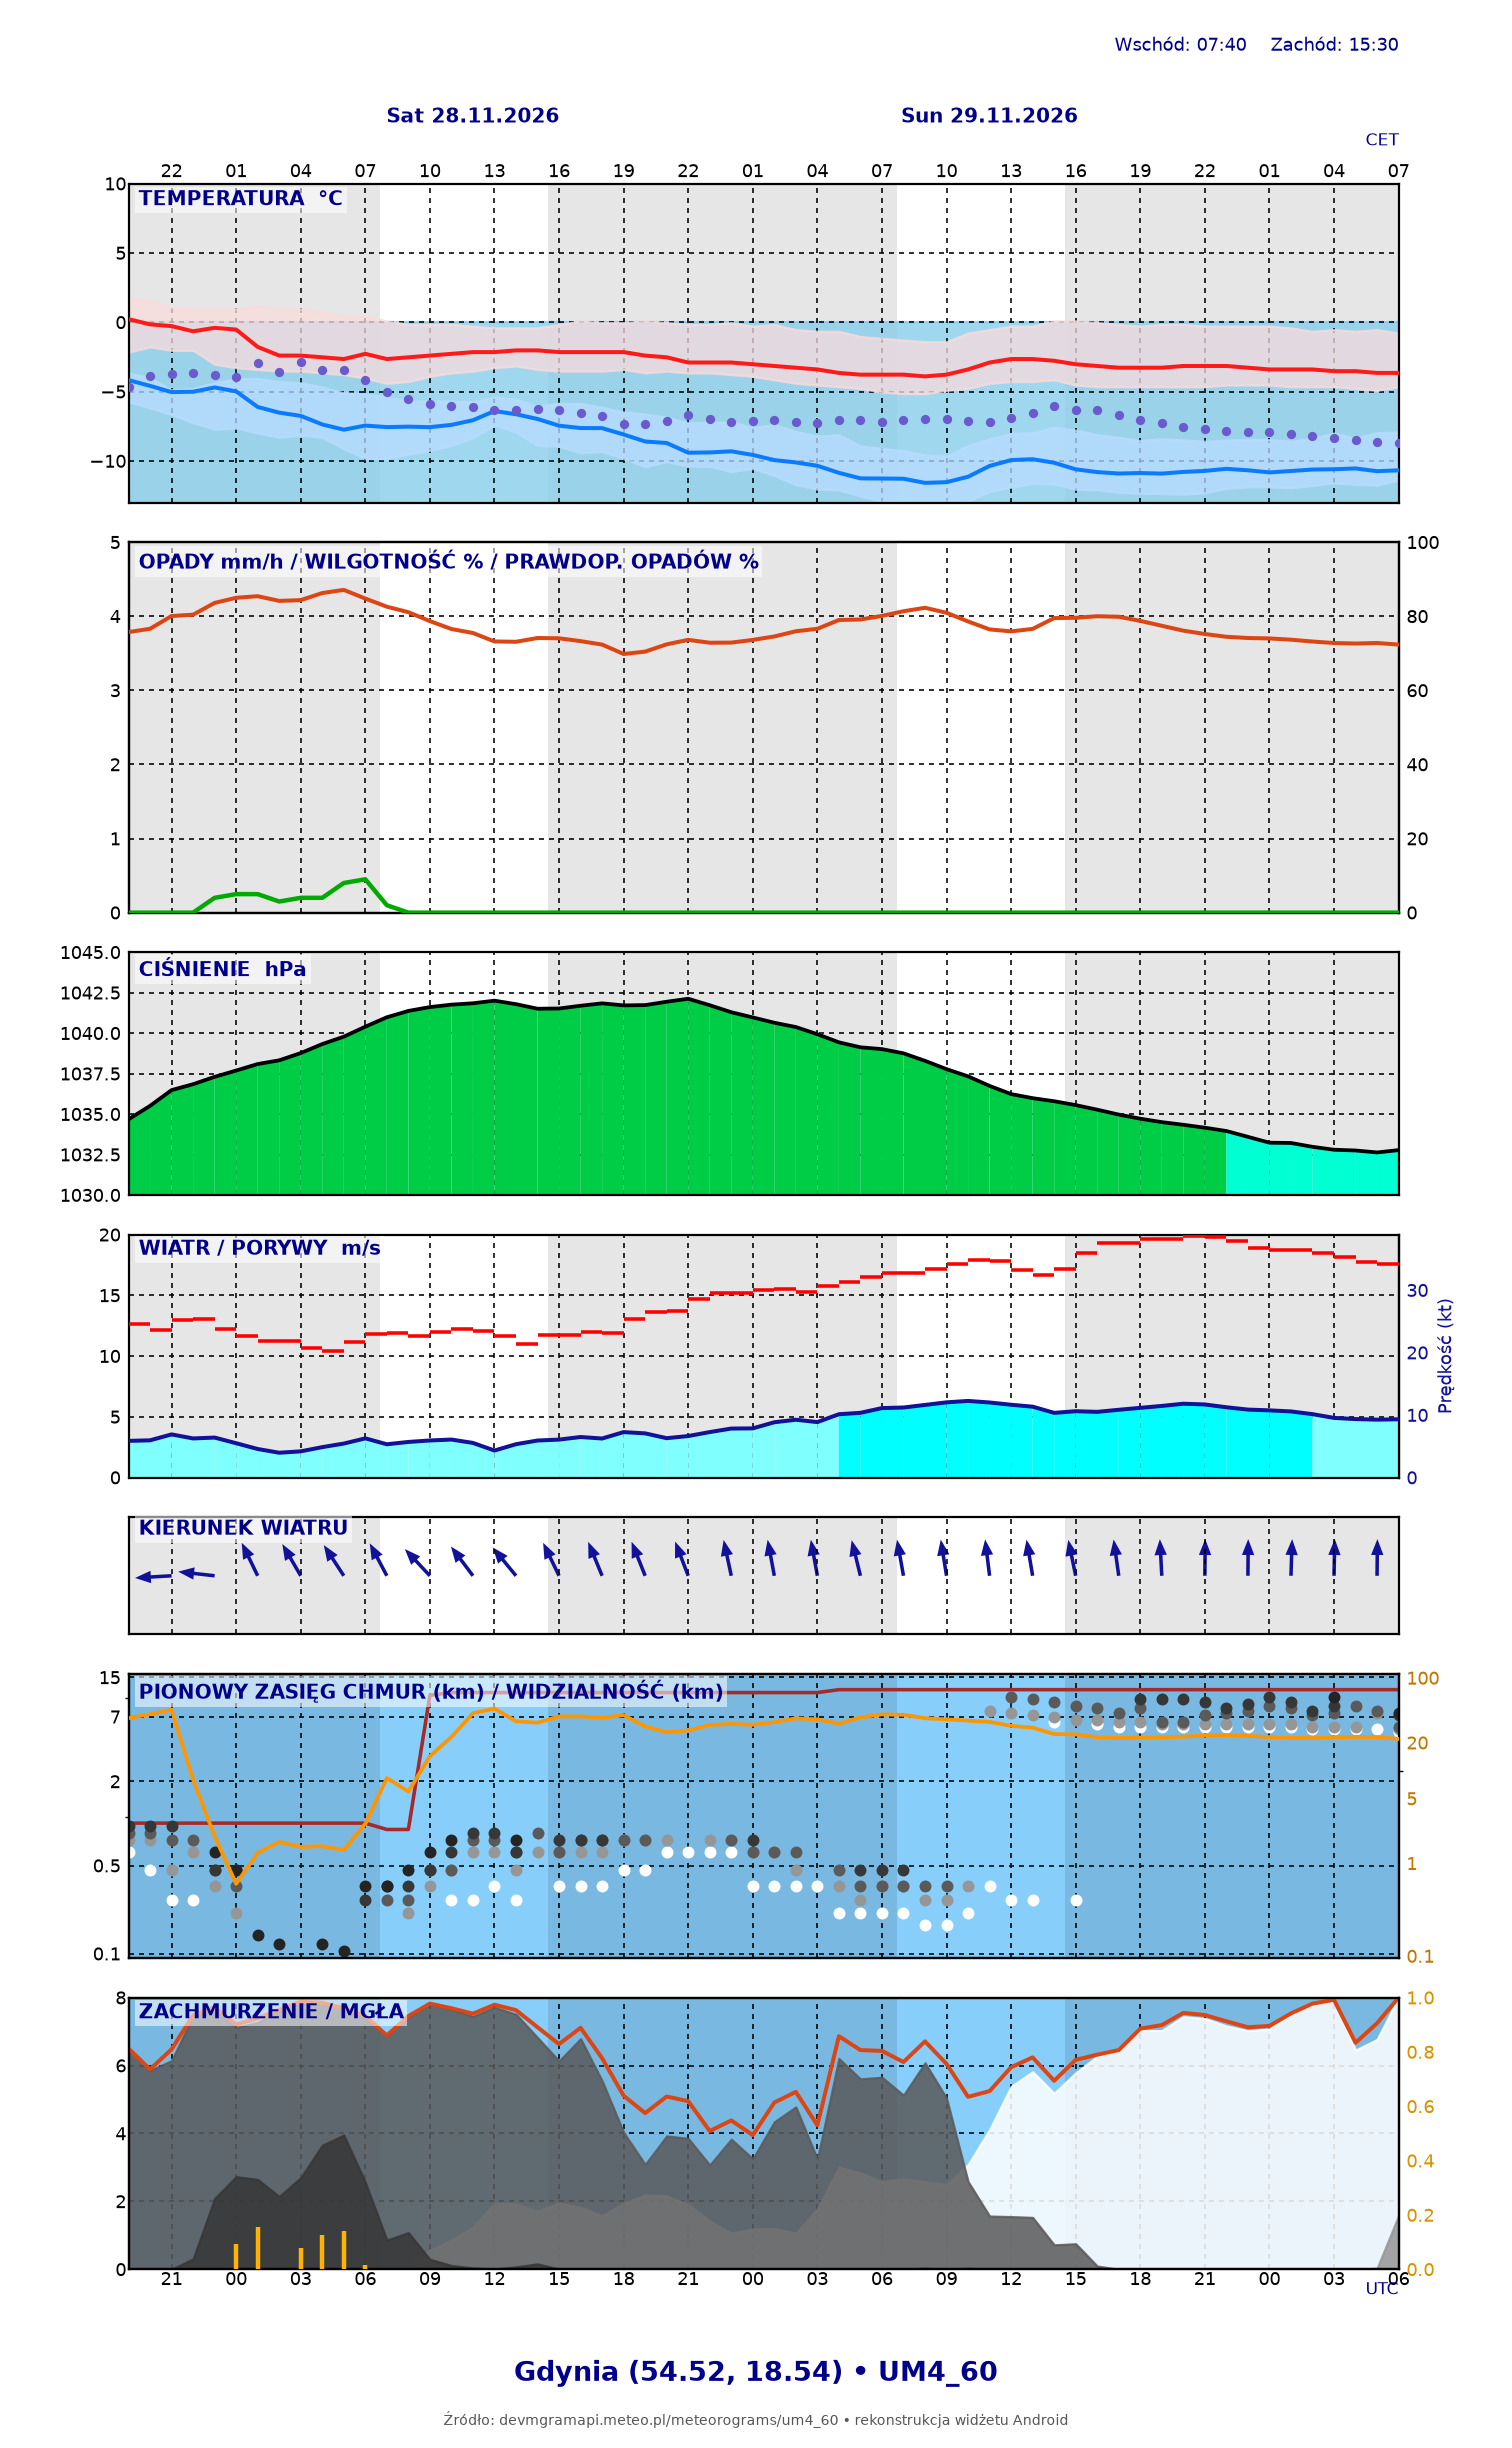 Wschód: 07:40 Zachód: 15:30
Sat 28.11.2026 Sun 29.11.2026
CET
22 01 04 07 10 13 16 19 22 01 04 07 10 13 16 19 22 01 04 07
TEMPERATURA °C
10
5
0
−5
−10
OPADY mm/h / WILGOTNOŚĆ % / PRAWDOP. OPADÓW %
5 100
4 80
3 60
2 40
1 20
0 0
CIŚNIENIE hPa
1045.0
1042.5
1040.0
1037.5
1035.0
1032.5
1030.0
WIATR / PORYWY m/s
20
15 30
10 20
5 10
0 0
Prędkość (kt)
KIERUNEK WIATRU
PIONOWY ZASIĘG CHMUR (km) / WIDZIALNOŚĆ (km)
15 100
7 20
2 5
0.5 1
0.1 0.1
ZACHMURZENIE / MGŁA
8 1.0
6 0.8
0.6
4 0.4
2 0.2
0 0.0
21 00 03 06 09 12 15 18 21 00 03 06 09 12 15 18 21 00 03 06
UTC
Gdynia (54.52, 18.54) • UM4_60
Źródło: devmgramapi.meteo.pl/meteorograms/um4_60 • rekonstrukcja widżetu Android